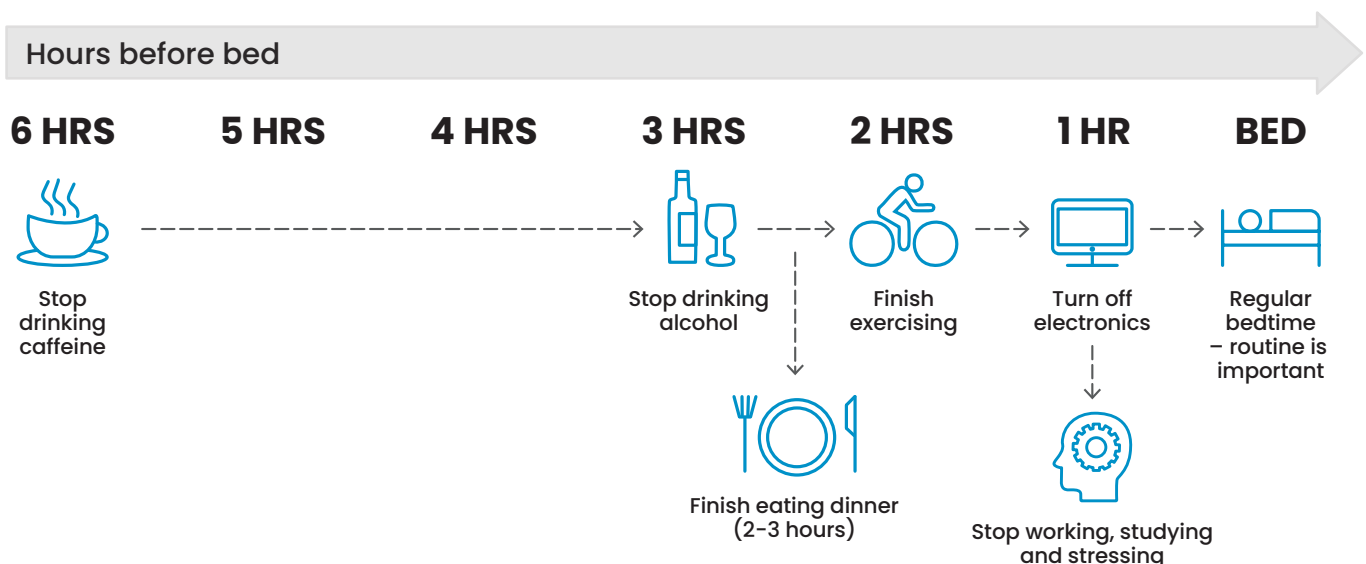 Hours before bed
6 HRS
5 HRS
4 HRS
3 HRS
2 HRS
1 HR
BED
Stop
drinking
caffeine
Stop drinking
alcohol
Finish
exercising
Turn off
electronics
Regular
bedtime
– routine is
important
Finish eating dinner
(2-3 hours)
Stop working, studying
and stressing